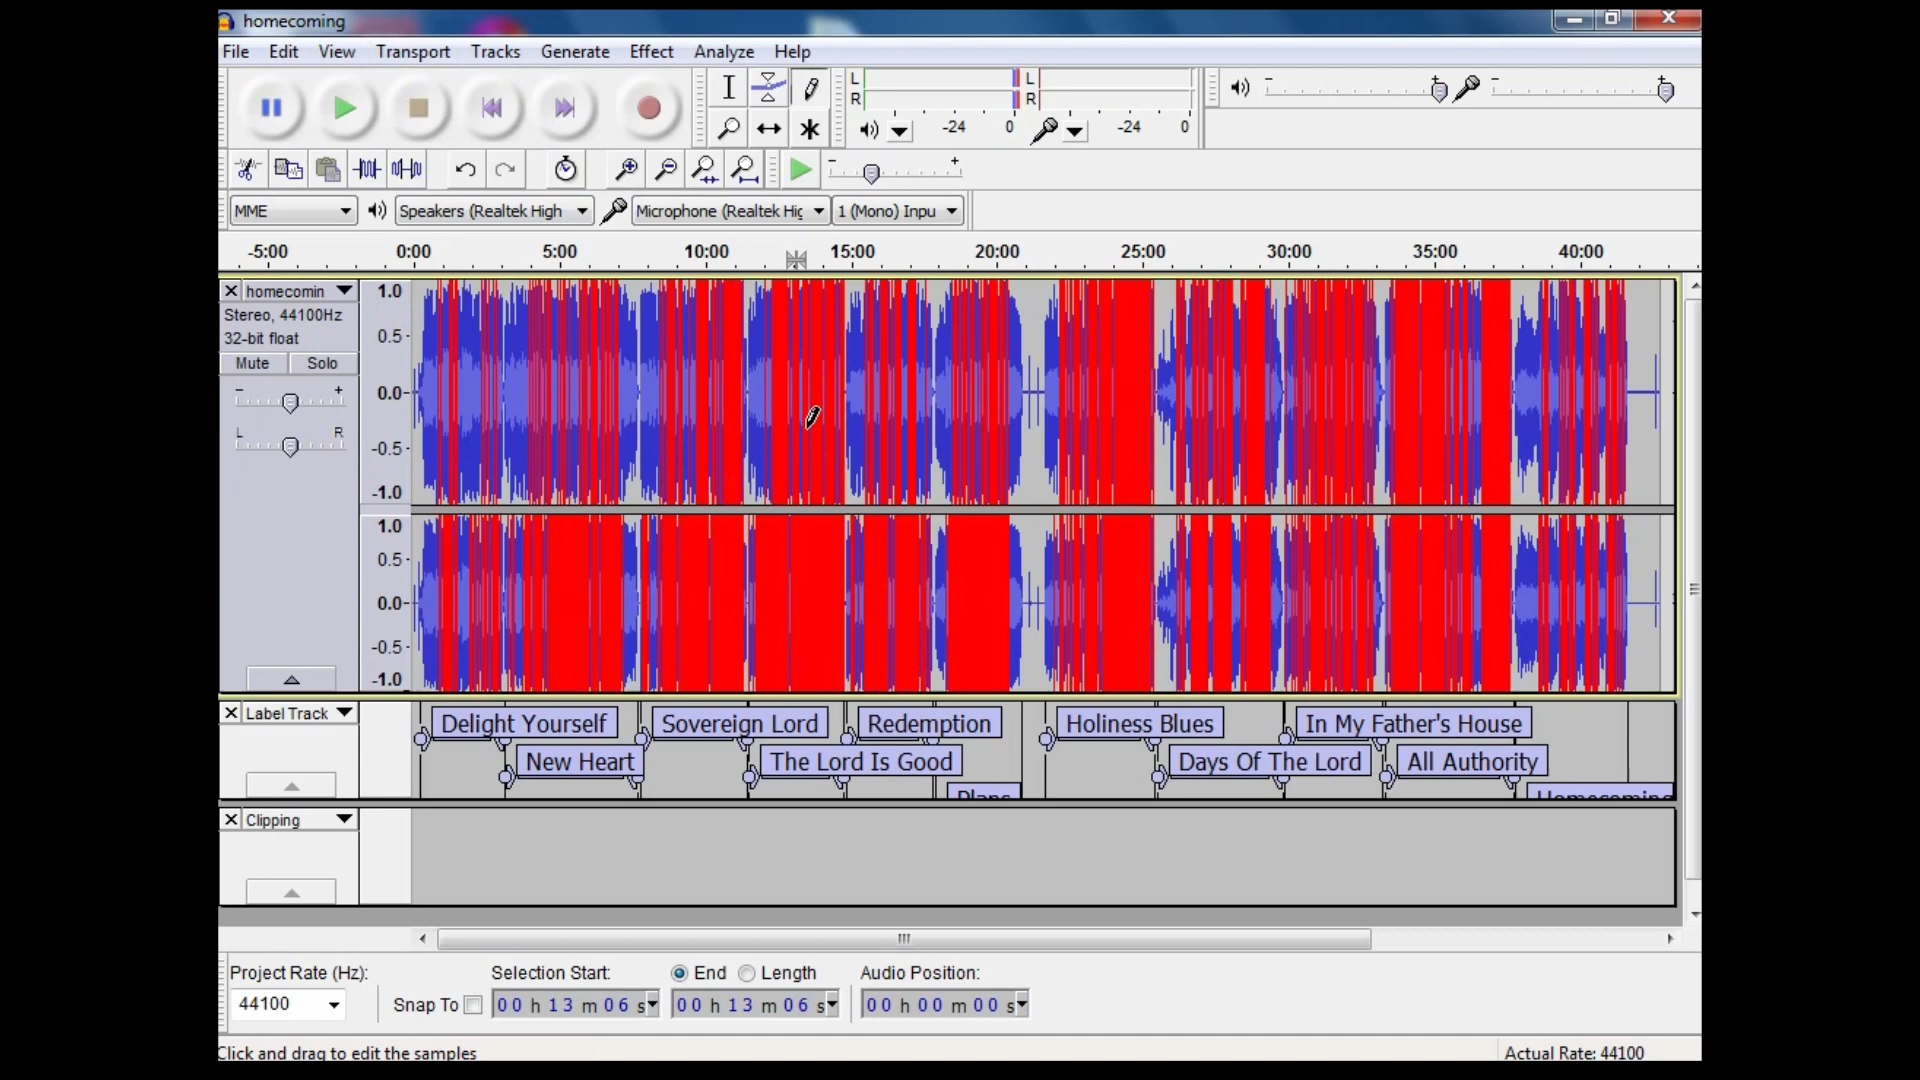 homecoming
File Edit View Transport Tracks Generate Effect Analyze Help
L L
R R
-24 0 -24 0
MME Speakers (Realtek High Microphone (Realtek Hig 1 (Mono) Inpu
-5:00 0:00 5:00 10:00 15:00 20:00 25:00 30:00 35:00 40:00
homecomin
Stereo, 44100Hz
32-bit float
Mute Solo
- +
L R
1.0
0.5
0.0
-0.5
-1.0
1.0
0.5
0.0
-0.5
-1.0
Label Track
Delight Yourself Sovereign Lord Redemption Holiness Blues In My Father's House
New Heart The Lord Is Good Days Of The Lord All Authority
Plans Homecoming
Clipping
Project Rate (Hz): Selection Start: End Length Audio Position:
44100 Snap To 00 h 13 m 06 s 00 h 13 m 06 s 00 h 00 m 00 s
Click and drag to edit the samples Actual Rate: 44100